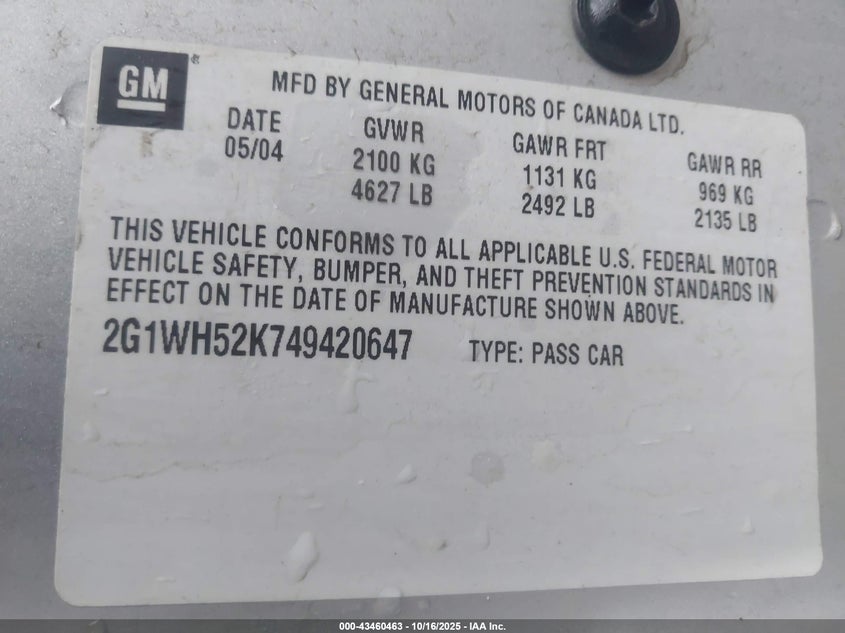 GM
MFD BY GENERAL MOTORS OF CANADA LTD.
DATE GVWR GAWR FRT GAWR RR
05/04 2100 KG 1131 KG 969 KG
4627 LB 2492 LB 2135 LB
THIS VEHICLE CONFORMS TO ALL APPLICABLE U.S. FEDERAL MOTOR
VEHICLE SAFETY, BUMPER, AND THEFT PREVENTION STANDARDS IN
EFFECT ON THE DATE OF MANUFACTURE SHOWN ABOVE.
2G1WH52K749420647 TYPE: PASS CAR
000-43460463 - 10/16/2025 - IAA Inc.